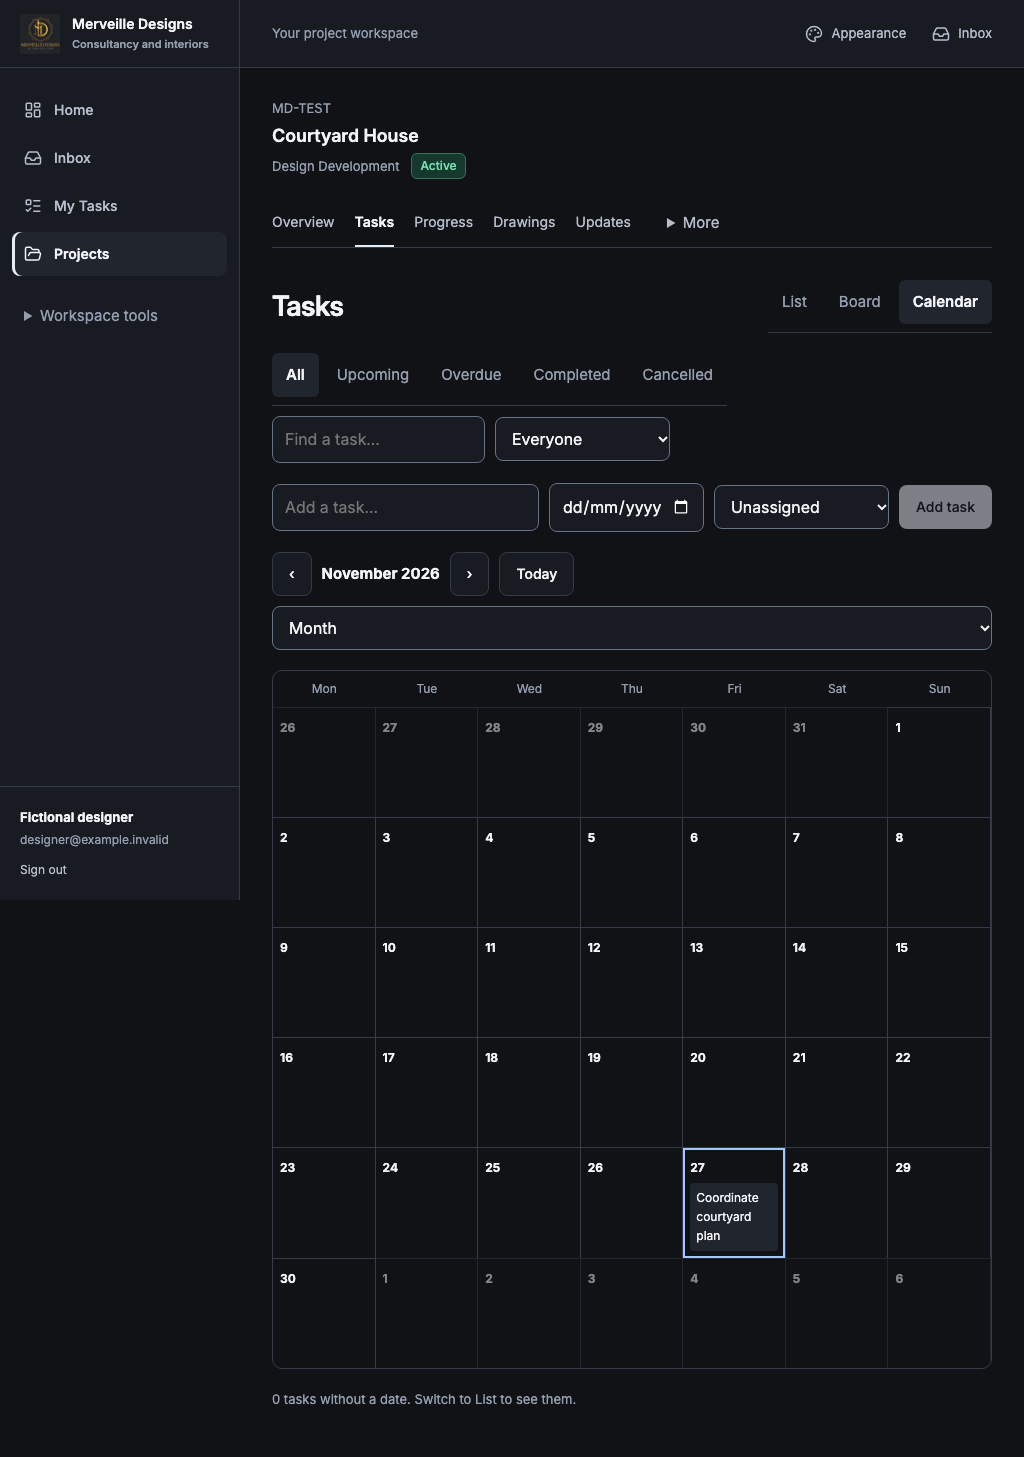 Merveille Designs
Consultancy and interiors
Your project workspace
Appearance
Inbox
Home
Inbox
My Tasks
Projects
Workspace tools
Fictional designer
designer@example.invalid
Sign out
MD-TEST
Courtyard House
Design Development
Active
Overview Tasks Progress Drawings Updates More
Tasks
List Board Calendar
All Upcoming Overdue Completed Cancelled
Find a task... Everyone
Add a task... dd/mm/yyyy Unassigned Add task
‹ November 2026 › Today
Month
Mon Tue Wed Thu Fri Sat Sun
26 27 28 29 30 31 1
2 3 4 5 6 7 8
9 10 11 12 13 14 15
16 17 18 19 20 21 22
23 24 25 26 27 28 29
Coordinate
courtyard
plan
30 1 2 3 4 5 6
0 tasks without a date. Switch to List to see them.